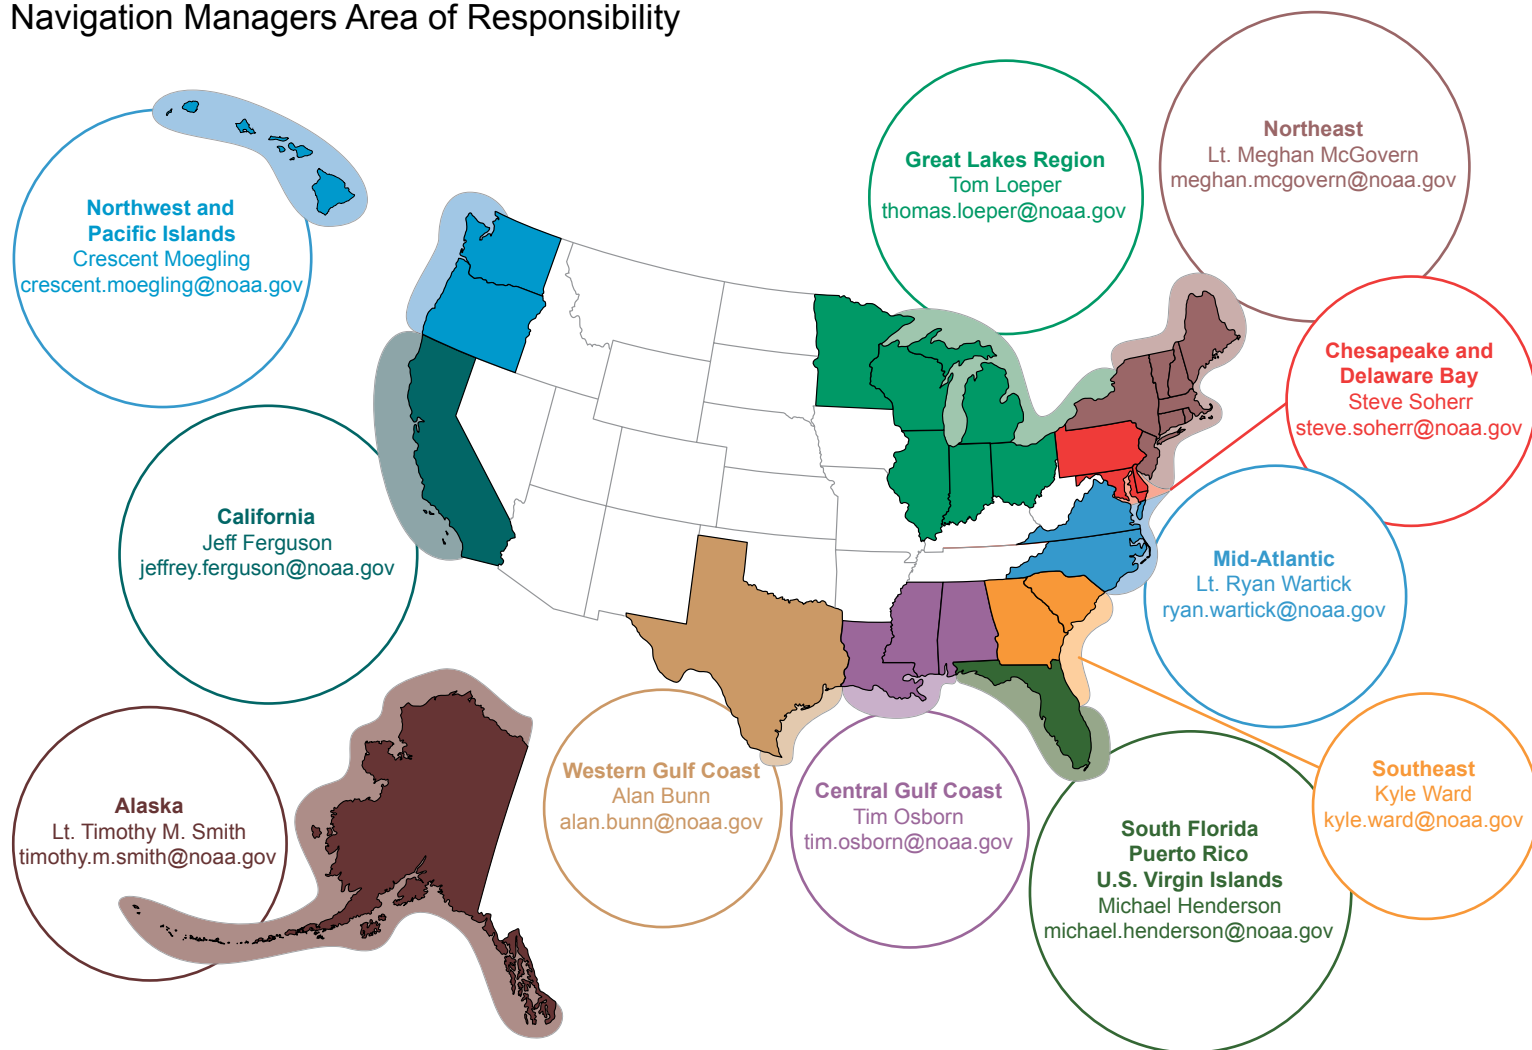 Navigation Managers Area of Responsibility
Northwest and
Pacific Islands
Crescent Moegling
crescent.moegling@noaa.gov
Great Lakes Region
Tom Loeper
thomas.loeper@noaa.gov
Northeast
Lt. Meghan McGovern
meghan.mcgovern@noaa.gov
Chesapeake and
Delaware Bay
Steve Soherr
steve.soherr@noaa.gov
California
Jeff Ferguson
jeffrey.ferguson@noaa.gov
Mid-Atlantic
Lt. Ryan Wartick
ryan.wartick@noaa.gov
Alaska
Lt. Timothy M. Smith
timothy.m.smith@noaa.gov
Western Gulf Coast
Alan Bunn
alan.bunn@noaa.gov
Central Gulf Coast
Tim Osborn
tim.osborn@noaa.gov
South Florida
Puerto Rico
U.S. Virgin Islands
Michael Henderson
michael.henderson@noaa.gov
Southeast
Kyle Ward
kyle.ward@noaa.gov